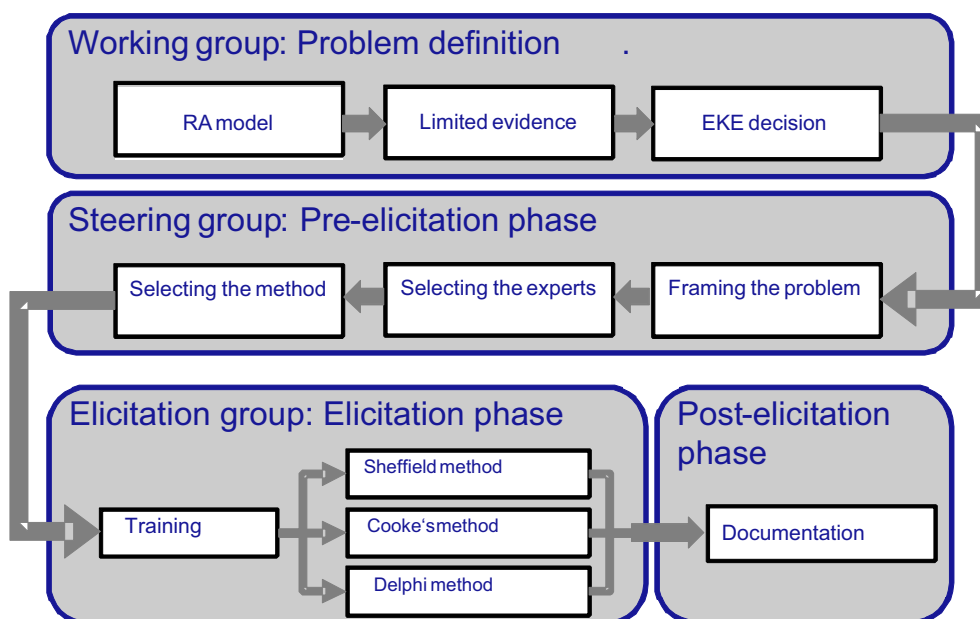 Working group: Problem definition .
RA model
Limited evidence
EKE decision
Steering group: Pre-elicitation phase
Selecting the method
Selecting the experts
Framing the problem
Elicitation group: Elicitation phase
Training
Sheffield method
Cooke‘s method
Delphi method
Post-elicitation
phase
Documentation